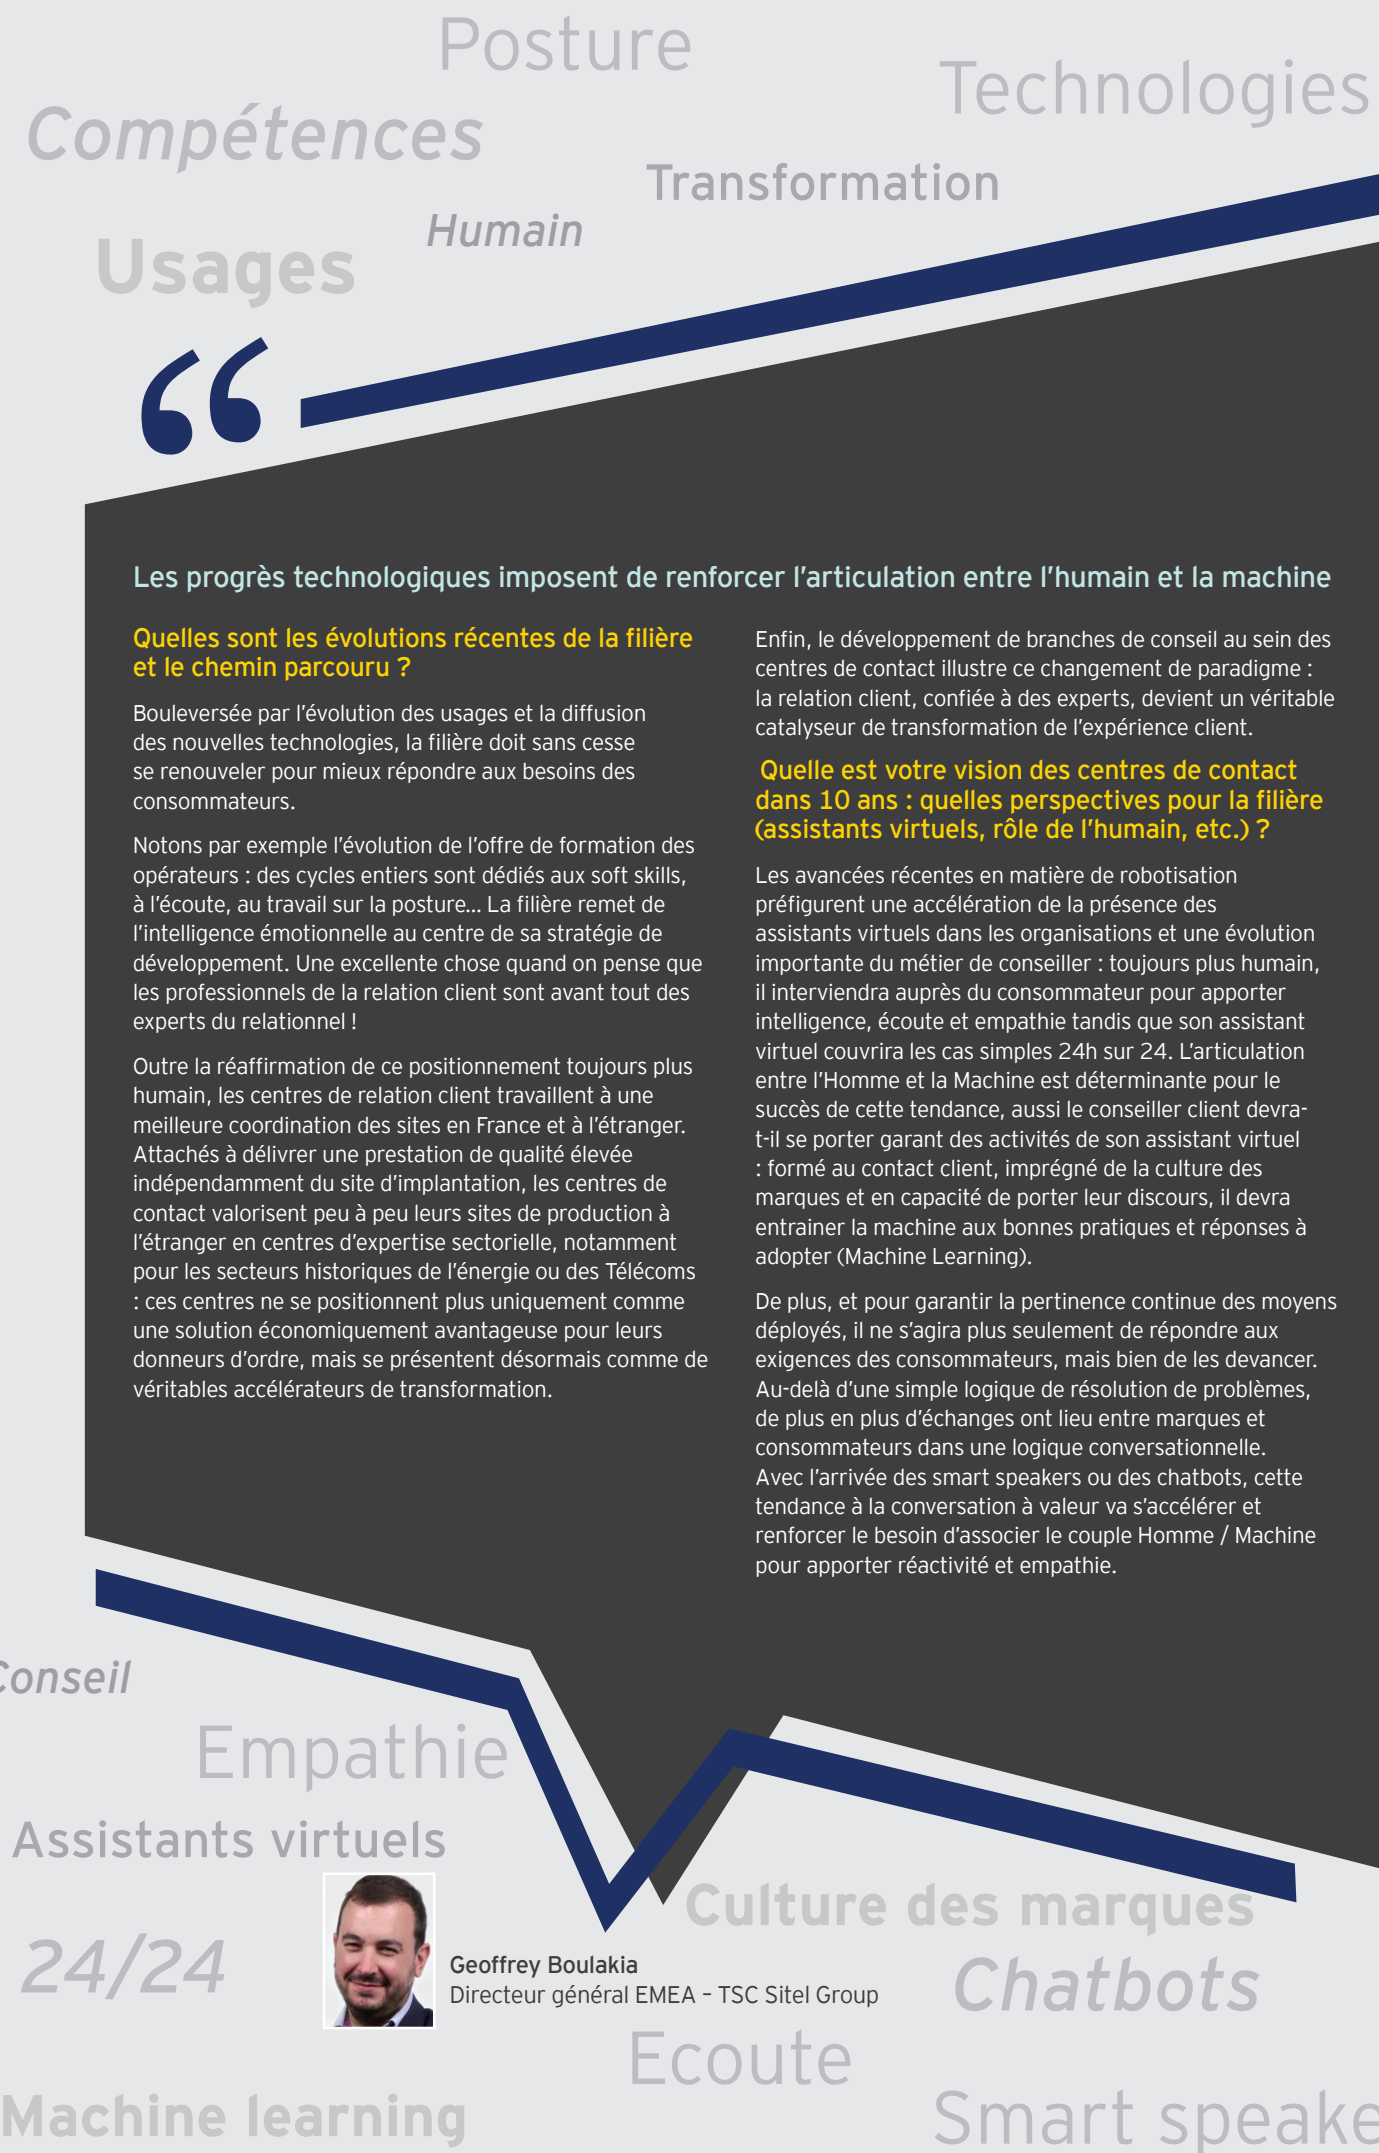 Posture
Technologies
Compétences
Transformation
Humain
Usages
“
Les progrès technologiques imposent de renforcer l’articulation entre l’humain et la machine
Quelles sont les évolutions récentes de la filière
et le chemin parcouru ?
Bouleversée par l’évolution des usages et la diffusion
des nouvelles technologies, la filière doit sans cesse
se renouveler pour mieux répondre aux besoins des
consommateurs.
Notons par exemple l’évolution de l’offre de formation des
opérateurs : des cycles entiers sont dédiés aux soft skills,
à l’écoute, au travail sur la posture... La filière remet de
l’intelligence émotionnelle au centre de sa stratégie de
développement. Une excellente chose quand on pense que
les professionnels de la relation client sont avant tout des
experts du relationnel !
Outre la réaffirmation de ce positionnement toujours plus
humain, les centres de relation client travaillent à une
meilleure coordination des sites en France et à l’étranger.
Attachés à délivrer une prestation de qualité élevée
indépendamment du site d’implantation, les centres de
contact valorisent peu à peu leurs sites de production à
l’étranger en centres d’expertise sectorielle, notamment
pour les secteurs historiques de l’énergie ou des Télécoms
: ces centres ne se positionnent plus uniquement comme
une solution économiquement avantageuse pour leurs
donneurs d’ordre, mais se présentent désormais comme de
véritables accélérateurs de transformation.
Enfin, le développement de branches de conseil au sein des
centres de contact illustre ce changement de paradigme :
la relation client, confiée à des experts, devient un véritable
catalyseur de transformation de l’expérience client.
Quelle est votre vision des centres de contact
dans 10 ans : quelles perspectives pour la filière
(assistants virtuels, rôle de l’humain, etc.) ?
Les avancées récentes en matière de robotisation
préfigurent une accélération de la présence des
assistants virtuels dans les organisations et une évolution
importante du métier de conseiller : toujours plus humain,
il interviendra auprès du consommateur pour apporter
intelligence, écoute et empathie tandis que son assistant
virtuel couvrira les cas simples 24h sur 24. L’articulation
entre l’Homme et la Machine est déterminante pour le
succès de cette tendance, aussi le conseiller client devra-
t-il se porter garant des activités de son assistant virtuel
: formé au contact client, imprégné de la culture des
marques et en capacité de porter leur discours, il devra
entrainer la machine aux bonnes pratiques et réponses à
adopter (Machine Learning).
De plus, et pour garantir la pertinence continue des moyens
déployés, il ne s’agira plus seulement de répondre aux
exigences des consommateurs, mais bien de les devancer.
Au-delà d’une simple logique de résolution de problèmes,
de plus en plus d’échanges ont lieu entre marques et
consommateurs dans une logique conversationnelle.
Avec l’arrivée des smart speakers ou des chatbots, cette
tendance à la conversation à valeur va s’accélérer et
renforcer le besoin d’associer le couple Homme / Machine
pour apporter réactivité et empathie.
Conseil
Empathie
Assistants virtuels
Culture des marques
24/24
Geoffrey Boulakia
Directeur général EMEA – TSC Sitel Group
Chatbots
Ecoute
Machine learning
Smart speake